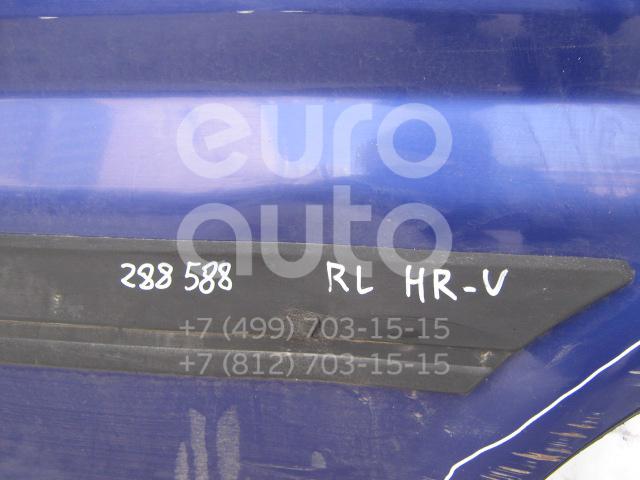 euro
auto
288 588 RL HR-V
+7 (499) 703-15-15
+7 (812) 703-15-15